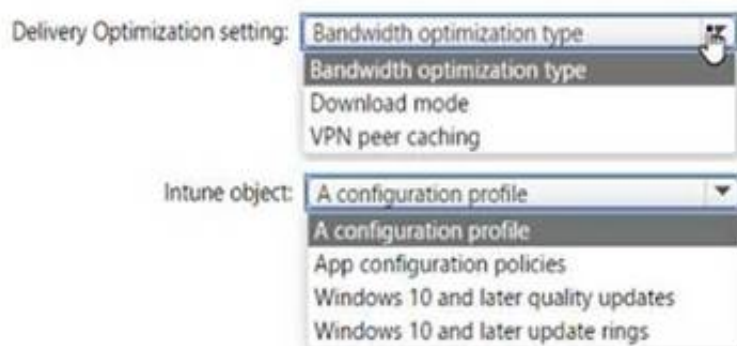 Delivery Optimization setting: Bandwidth optimization type
Bandwidth optimization type
Download mode
VPN peer caching
Intune object: A configuration profile
A configuration profile
App configuration policies
Windows 10 and later quality updates
Windows 10 and later update rings